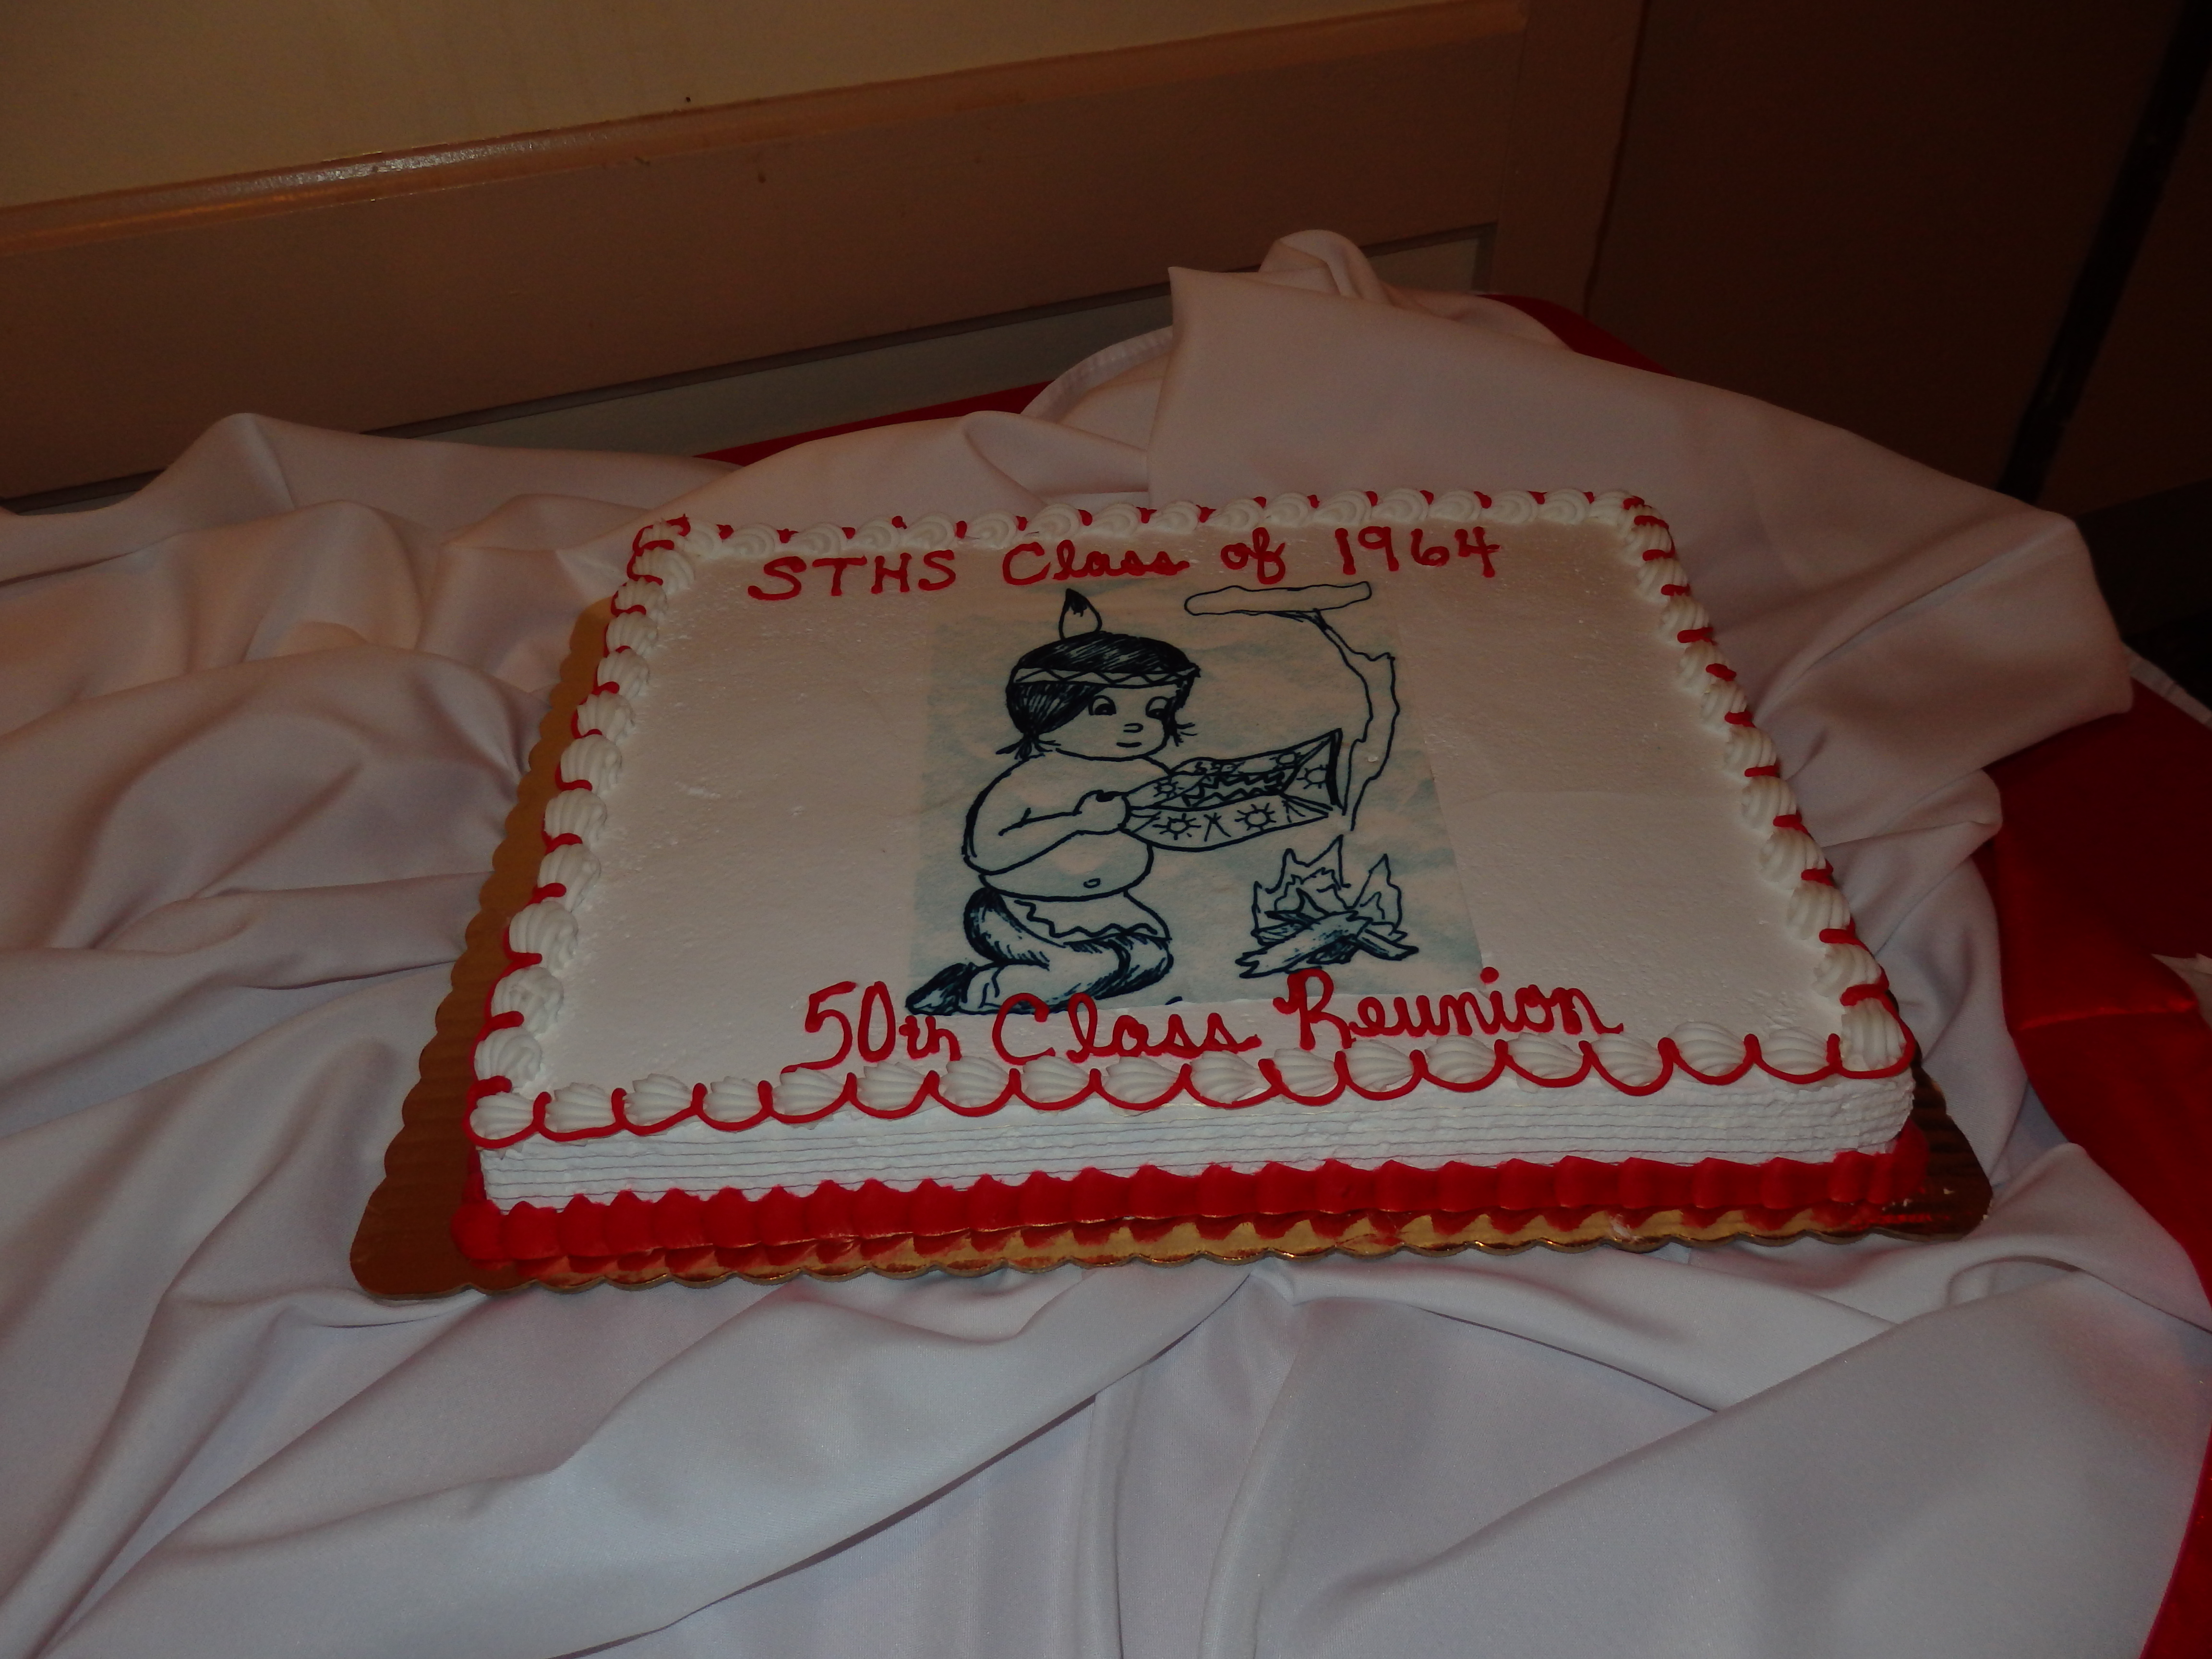 STHS Class of 1964
50th Class Reunion